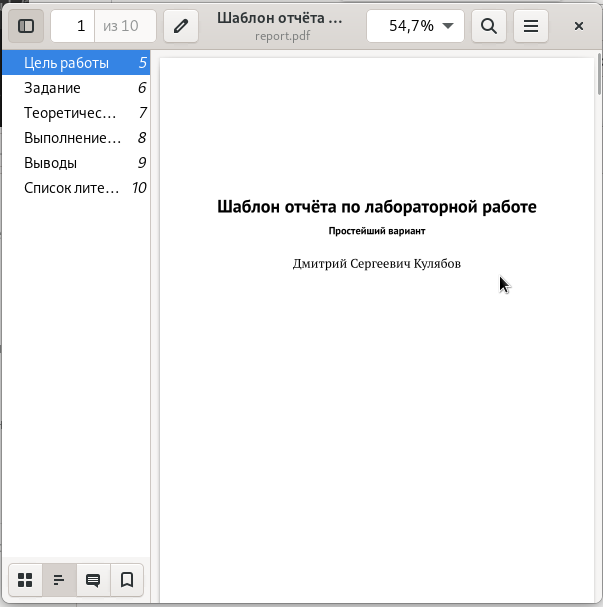 1 из 10
Шаблон отчёта ...
report.pdf
54,7%
Цель работы 5
Задание 6
Теоретичес... 7
Выполнение... 8
Выводы 9
Список лите... 10
Шаблон отчёта по лабораторной работе
Простейший вариант
Дмитрий Сергеевич Кулябов